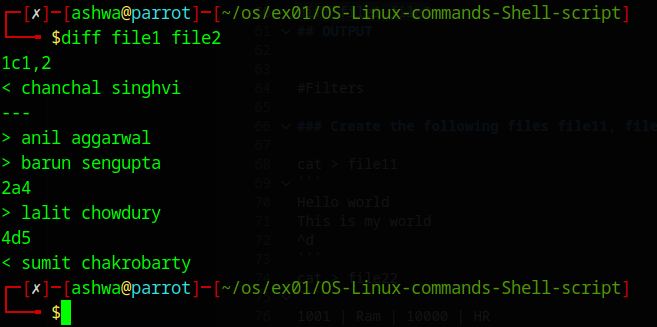 ┌─[✗]─[ashwa@parrot]─[~/os/ex01/OS-Linux-commands-Shell-script]
└──╼ $diff file1 file2
1c1,2
< chanchal singhvi
---
> anil aggarwal
> barun sengupta
2a4
> lalit chowdury
4d5
< sumit chakrobarty
┌─[✗]─[ashwa@parrot]─[~/os/ex01/OS-Linux-commands-Shell-script]
└──╼ $
61 ## OUTPUT
62
63
64 #Filters
65
66 ### Create the following files file11, file
67
68 cat > file11
69 ```
70 Hello world
71 This is my world
72 ^d
73 ```
cat > file22
76 1001 | Ram | 10000 | HR